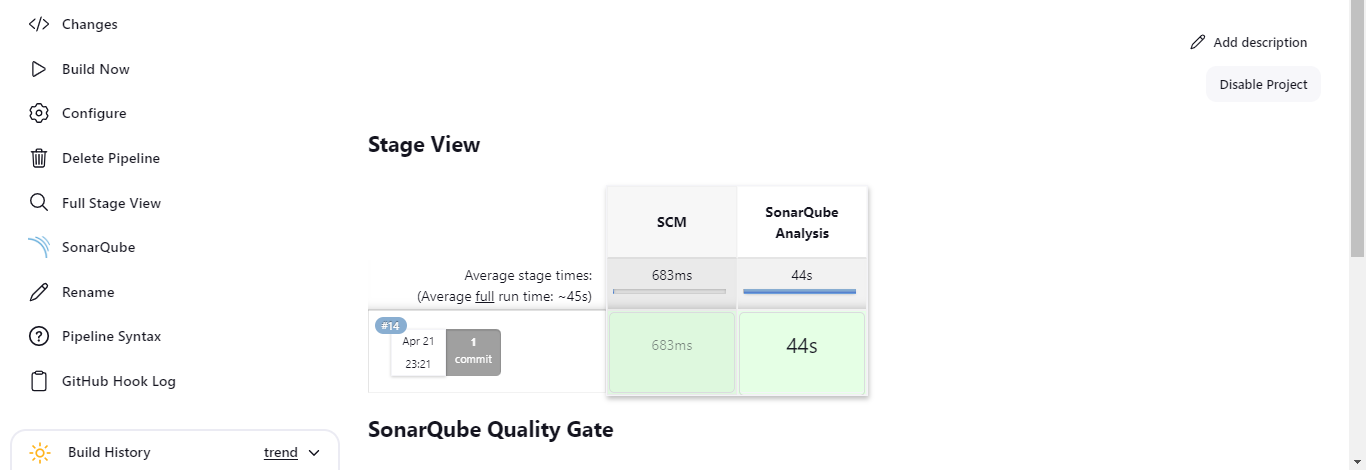 Changes
Build Now
Configure
Delete Pipeline
Full Stage View
SonarQube
Rename
Pipeline Syntax
GitHub Hook Log
Build History
trend
Add description
Disable Project
Stage View
SCM
SonarQube
Analysis
Average stage times:
(Average full run time: ~45s)
683ms
44s
#14
Apr 21
23:21
1
commit
683ms
44s
SonarQube Quality Gate